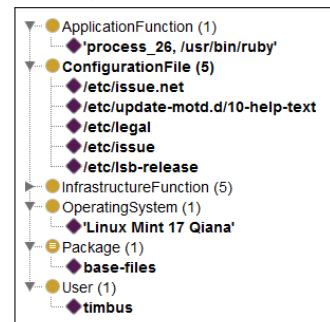 ApplicationFunction (1)
'process_26, /usr/bin/ruby'
ConfigurationFile (5)
/etc/issue.net
/etc/update-motd.d/10-help-text
/etc/legal
/etc/issue
/etc/lsb-release
InfrastructureFunction (5)
OperatingSystem (1)
'Linux Mint 17 Qiana'
Package (1)
base-files
User (1)
timbus